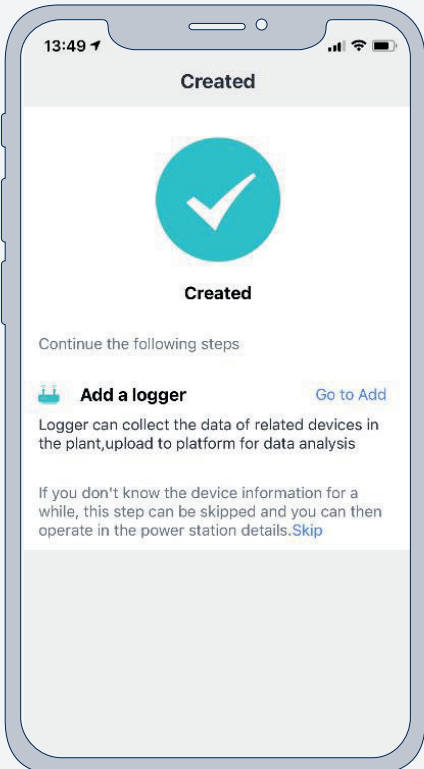 13:49
Created
Created
Continue the following steps
Add a logger Go to Add
Logger can collect the data of related devices in
the plant,upload to platform for data analysis
If you don't know the device information for a
while, this step can be skipped and you can then
operate in the power station details.Skip